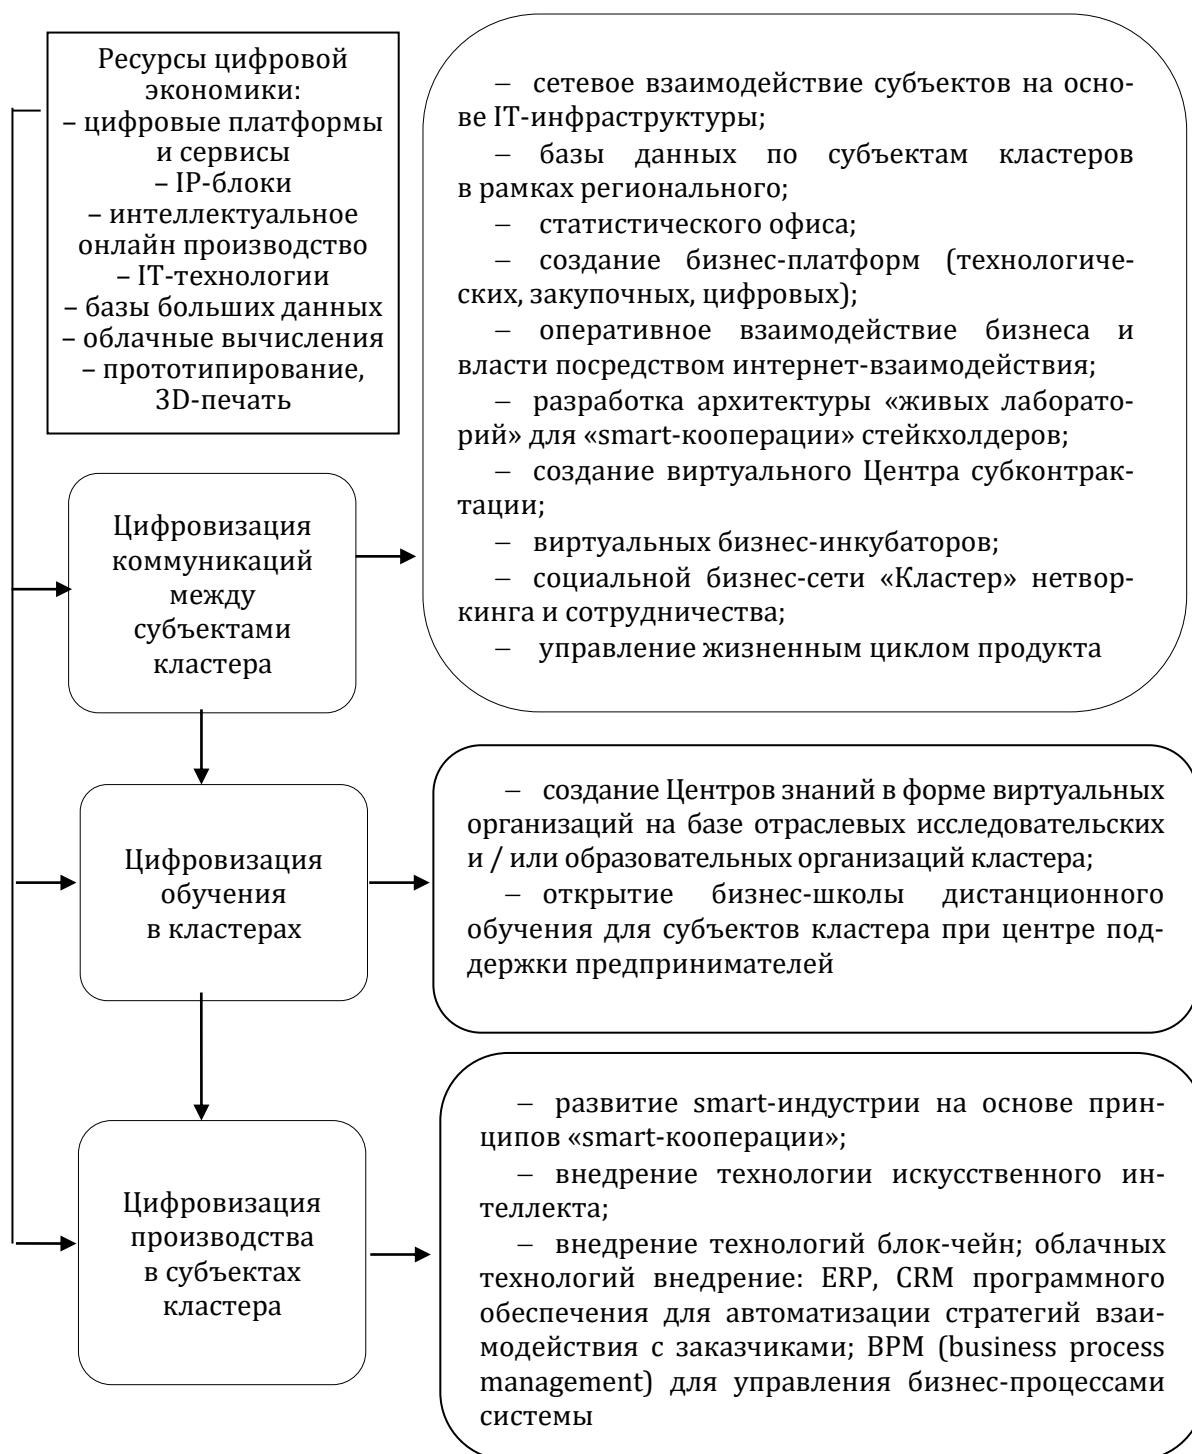 Ресурсы цифровой
экономики:
– цифровые платформы
и сервисы
– IP-блоки
– интеллектуальное
онлайн производство
– IT-технологии
– базы больших данных
– облачные вычисления
– прототипирование,
3D-печать
– сетевое взаимодействие субъектов на осно-
ве IT-инфраструктуры;
– базы данных по субъектам кластеров
в рамках регионального;
– статистического офиса;
– создание бизнес-платформ (технологиче-
ских, закупочных, цифровых);
– оперативное взаимодействие бизнеса и
власти посредством интернет-взаимодействия;
– разработка архитектуры «живых лаборато-
рий» для «smart-кооперации» стейкхолдеров;
– создание виртуального Центра субконтрак-
тации;
– виртуальных бизнес-инкубаторов;
– социальной бизнес-сети «Кластер» нетвор-
кинга и сотрудничества;
– управление жизненным циклом продукта
Цифровизация
коммуникаций
между
субъектами
кластера
Цифровизация
обучения
в кластерах
– создание Центров знаний в форме виртуальных
организаций на базе отраслевых исследовательских
и / или образовательных организаций кластера;
– открытие бизнес-школы дистанционного
обучения для субъектов кластера при центре под-
держки предпринимателей
Цифровизация
производства
в субъектах
кластера
– развитие smart-индустрии на основе прин-
ципов «smart-кооперации»;
– внедрение технологии искусственного ин-
теллекта;
– внедрение технологий блок-чейн; облачных
технологий внедрение: ERP, CRM программного
обеспечения для автоматизации стратегий взаи-
модействия с заказчиками; BPM (business process
management) для управления бизнес-процессами
системы